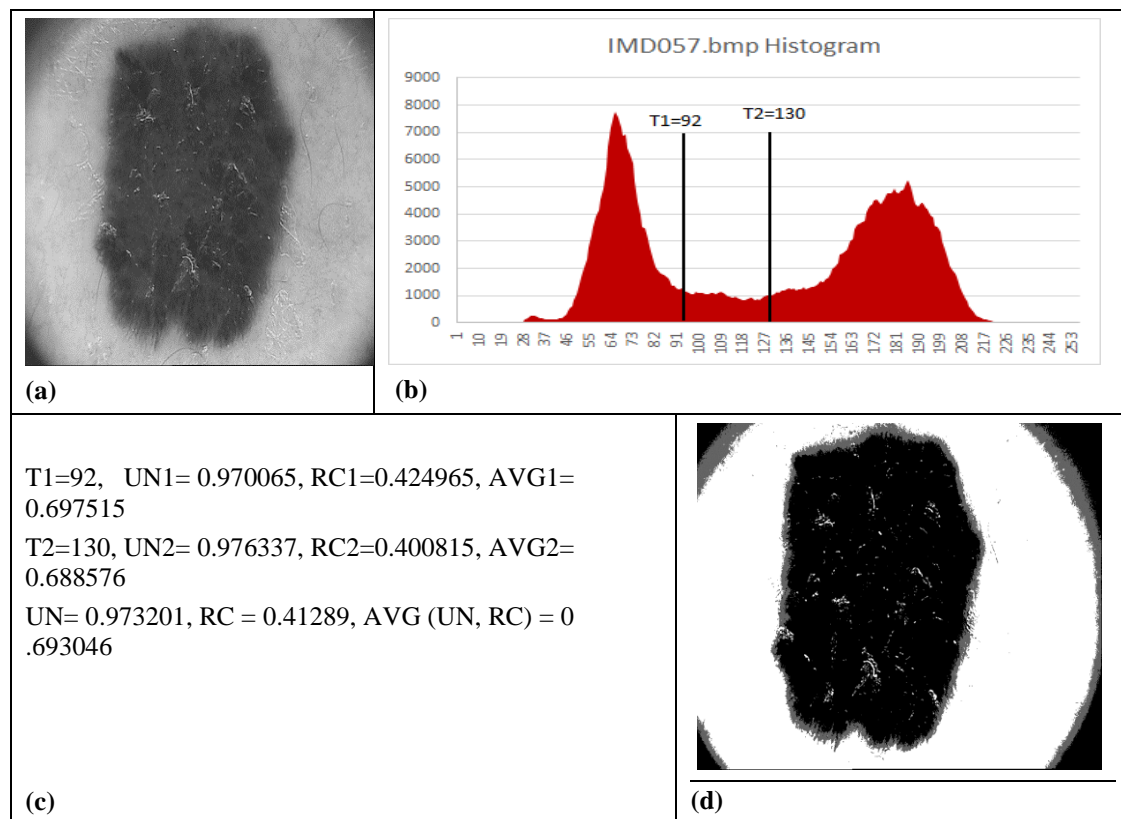 (a)
IMD057.bmp Histogram
9000
8000
7000
6000
5000
4000
3000
2000
1000
0
T1=92
T2=130
1 10 19 28 37 46 55 64 73 82 91 100 109 118 127 136 145 154 163 172 181 190 199 208 217 226 235 244 253
(b)
T1=92, UN1= 0.970065, RC1=0.424965, AVG1=
0.697515
T2=130, UN2= 0.976337, RC2=0.400815, AVG2=
0.688576
UN= 0.973201, RC = 0.41289, AVG (UN, RC) = 0
.693046
(c)
(d)